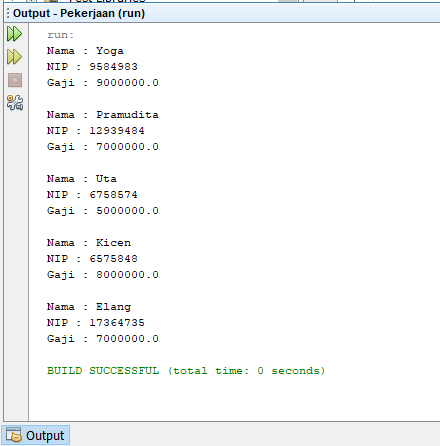 Output - Pekerjaan (run)
run:
Nama : Yoga
NIP : 9584983
Gaji : 9000000.0
Nama : Pramudita
NIP : 12939484
Gaji : 7000000.0
Nama : Uta
NIP : 6758574
Gaji : 5000000.0
Nama : Kicen
NIP : 6575848
Gaji : 8000000.0
Nama : Elang
NIP : 17364735
Gaji : 7000000.0
BUILD SUCCESSFUL (total time: 0 seconds)
Output